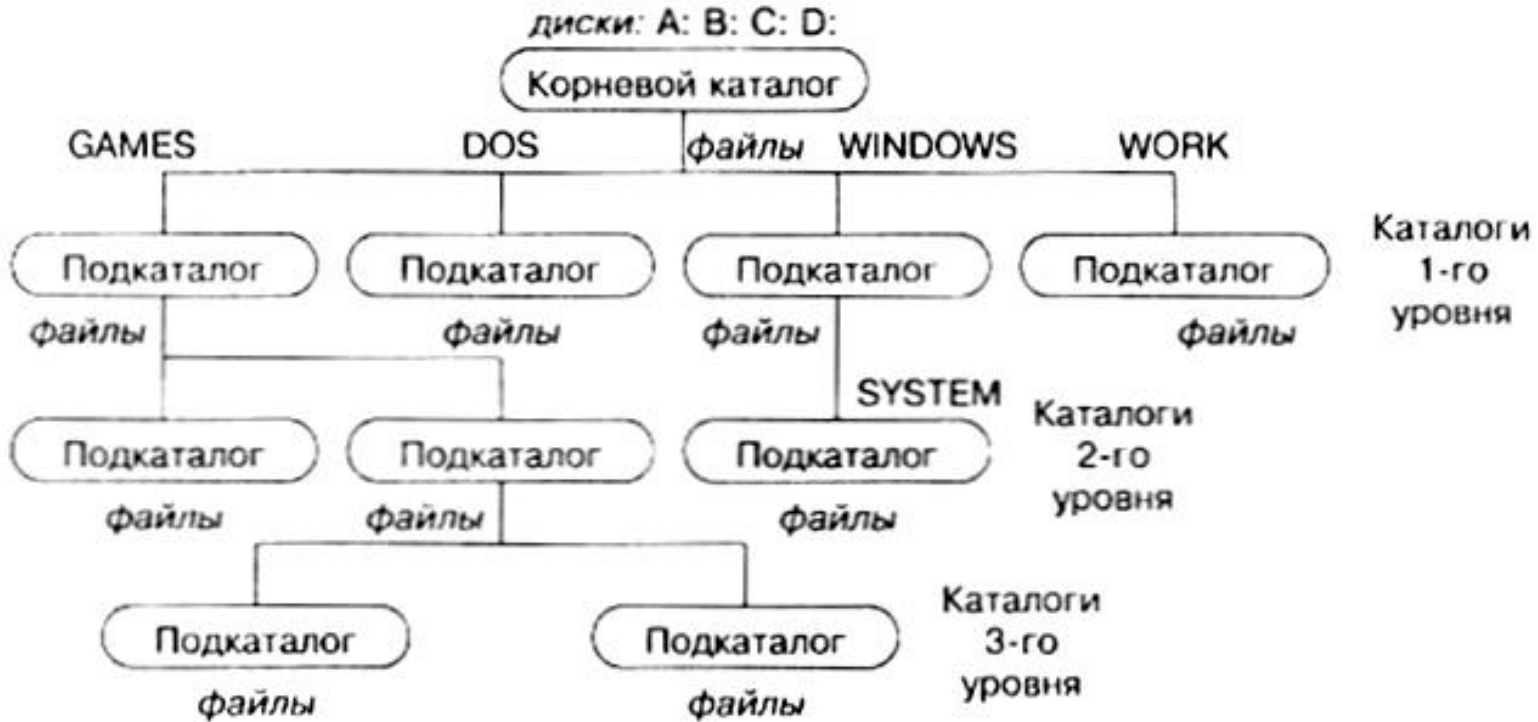 диски: A: B: C: D:
Корневой каталог
GAMES DOS файлы WINDOWS WORK
Подкаталог Подкаталог Подкаталог Подкаталог
Каталоги
1-го
уровня
файлы файлы файлы файлы
SYSTEM
Подкаталог Подкаталог Подкаталог
Каталоги
2-го
уровня
файлы файлы файлы
Подкаталог Подкаталог
Каталоги
3-го
уровня
файлы файлы